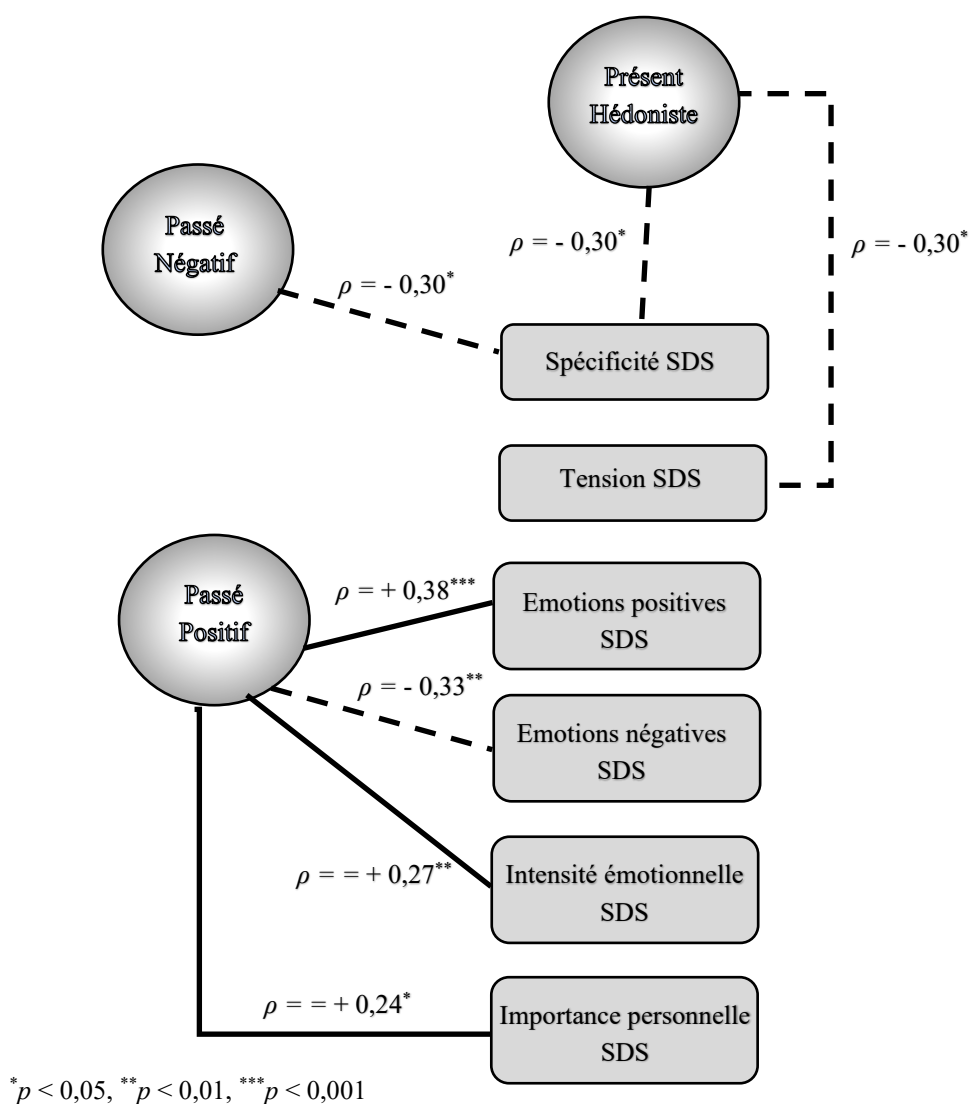 Présent
Hédoniste
Passé
Négatif
ρ = - 0,30*
ρ = - 0,30*
ρ = - 0,30*
Spécificité SDS
Tension SDS
Passé
Positif
ρ = + 0,38***
Emotions positives
SDS
ρ = - 0,33**
Emotions négatives
SDS
ρ = = + 0,27**
Intensité émotionnelle
SDS
ρ = = + 0,24*
Importance personnelle
SDS
*p < 0,05, **p < 0,01, ***p < 0,001